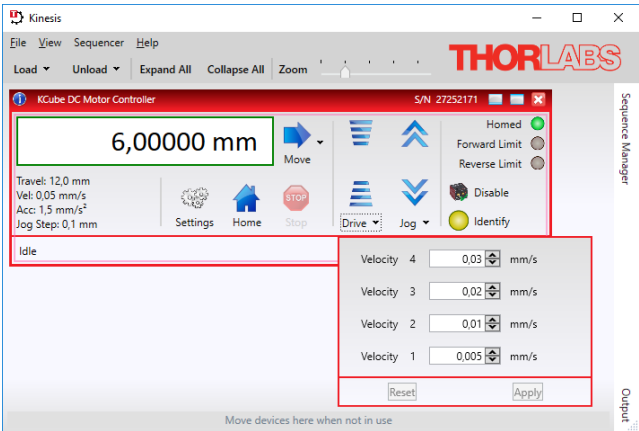 Kinesis
File View Sequencer Help
Load Unload Expand All Collapse All Zoom
THORLABS
KCube DC Motor Controller S/N 27252171
6,00000 mm
Move
Homed
Forward Limit
Reverse Limit
Travel: 12,0 mm
Vel: 0,05 mm/s
Acc: 1,5 mm/s²
Jog Step: 0,1 mm
Settings Home Stop Drive Jog
Disable
Identify
Idle
Velocity 4 0,03 mm/s
Velocity 3 0,02 mm/s
Velocity 2 0,01 mm/s
Velocity 1 0,005 mm/s
Reset Apply
Move devices here when not in use
Sequence Manager
Output